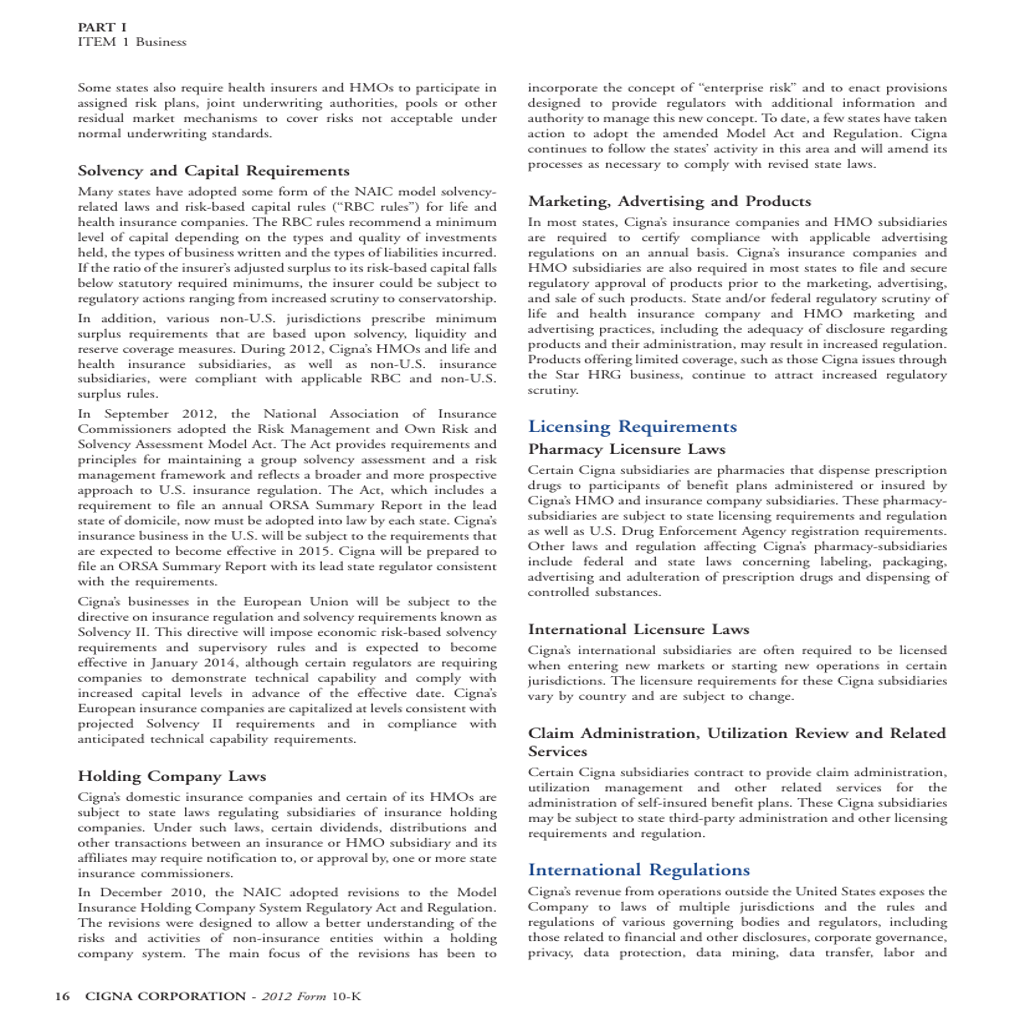 PART I
ITEM 1 Business
Some states also require health insurers and HMOs to participate in
assigned risk plans, joint underwriting authorities, pools or other
residual market mechanisms to cover risks not acceptable under
normal underwriting standards.
Solvency and Capital Requirements
Many states have adopted some form of the NAIC model solvency-
related laws and risk-based capital rules (“RBC rules”) for life and
health insurance companies. The RBC rules recommend a minimum
level of capital depending on the types and quality of investments
held, the types of business written and the types of liabilities incurred.
If the ratio of the insurer’s adjusted surplus to its risk-based capital falls
below statutory required minimums, the insurer could be subject to
regulatory actions ranging from increased scrutiny to conservatorship.
In addition, various non-U.S. jurisdictions prescribe minimum
surplus requirements that are based upon solvency, liquidity and
reserve coverage measures. During 2012, Cigna’s HMOs and life and
health insurance subsidiaries, as well as non-U.S. insurance
subsidiaries, were compliant with applicable RBC and non-U.S.
surplus rules.
In September 2012, the National Association of Insurance
Commissioners adopted the Risk Management and Own Risk and
Solvency Assessment Model Act. The Act provides requirements and
principles for maintaining a group solvency assessment and a risk
management framework and reflects a broader and more prospective
approach to U.S. insurance regulation. The Act, which includes a
requirement to file an annual ORSA Summary Report in the lead
state of domicile, now must be adopted into law by each state. Cigna’s
insurance business in the U.S. will be subject to the requirements that
are expected to become effective in 2015. Cigna will be prepared to
file an ORSA Summary Report with its lead state regulator consistent
with the requirements.
Cigna’s businesses in the European Union will be subject to the
directive on insurance regulation and solvency requirements known as
Solvency II. This directive will impose economic risk-based solvency
requirements and supervisory rules and is expected to become
effective in January 2014, although certain regulators are requiring
companies to demonstrate technical capability and comply with
increased capital levels in advance of the effective date. Cigna’s
European insurance companies are capitalized at levels consistent with
projected Solvency II requirements and in compliance with
anticipated technical capability requirements.
Holding Company Laws
Cigna’s domestic insurance companies and certain of its HMOs are
subject to state laws regulating subsidiaries of insurance holding
companies. Under such laws, certain dividends, distributions and
other transactions between an insurance or HMO subsidiary and its
affiliates may require notification to, or approval by, one or more state
insurance commissioners.
In December 2010, the NAIC adopted revisions to the Model
Insurance Holding Company System Regulatory Act and Regulation.
The revisions were designed to allow a better understanding of the
risks and activities of non-insurance entities within a holding
company system. The main focus of the revisions has been to
incorporate the concept of “enterprise risk” and to enact provisions
designed to provide regulators with additional information and
authority to manage this new concept. To date, a few states have taken
action to adopt the amended Model Act and Regulation. Cigna
continues to follow the states’ activity in this area and will amend its
processes as necessary to comply with revised state laws.
Marketing, Advertising and Products
In most states, Cigna’s insurance companies and HMO subsidiaries
are required to certify compliance with applicable advertising
regulations on an annual basis. Cigna’s insurance companies and
HMO subsidiaries are also required in most states to file and secure
regulatory approval of products prior to the marketing, advertising,
and sale of such products. State and/or federal regulatory scrutiny of
life and health insurance company and HMO marketing and
advertising practices, including the adequacy of disclosure regarding
products and their administration, may result in increased regulation.
Products offering limited coverage, such as those Cigna issues through
the Star HRG business, continue to attract increased regulatory
scrutiny.
Licensing Requirements
Pharmacy Licensure Laws
Certain Cigna subsidiaries are pharmacies that dispense prescription
drugs to participants of benefit plans administered or insured by
Cigna’s HMO and insurance company subsidiaries. These pharmacy-
subsidiaries are subject to state licensing requirements and regulation
as well as U.S. Drug Enforcement Agency registration requirements.
Other laws and regulation affecting Cigna’s pharmacy-subsidiaries
include federal and state laws concerning labeling, packaging,
advertising and adulteration of prescription drugs and dispensing of
controlled substances.
International Licensure Laws
Cigna’s international subsidiaries are often required to be licensed
when entering new markets or starting new operations in certain
jurisdictions. The licensure requirements for these Cigna subsidiaries
vary by country and are subject to change.
Claim Administration, Utilization Review and Related
Services
Certain Cigna subsidiaries contract to provide claim administration,
utilization management and other related services for the
administration of self-insured benefit plans. These Cigna subsidiaries
may be subject to state third-party administration and other licensing
requirements and regulation.
International Regulations
Cigna’s revenue from operations outside the United States exposes the
Company to laws of multiple jurisdictions and the rules and
regulations of various governing bodies and regulators, including
those related to financial and other disclosures, corporate governance,
privacy, data protection, data mining, data transfer, labor and
16 CIGNA CORPORATION - 2012 Form 10-K